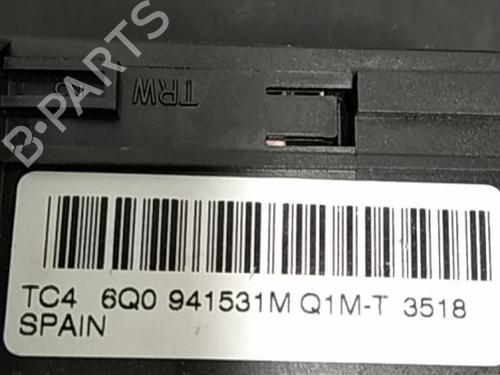 TRW
B-PARTS
TC4 6Q0 941531M Q1M-T 3518
SPAIN